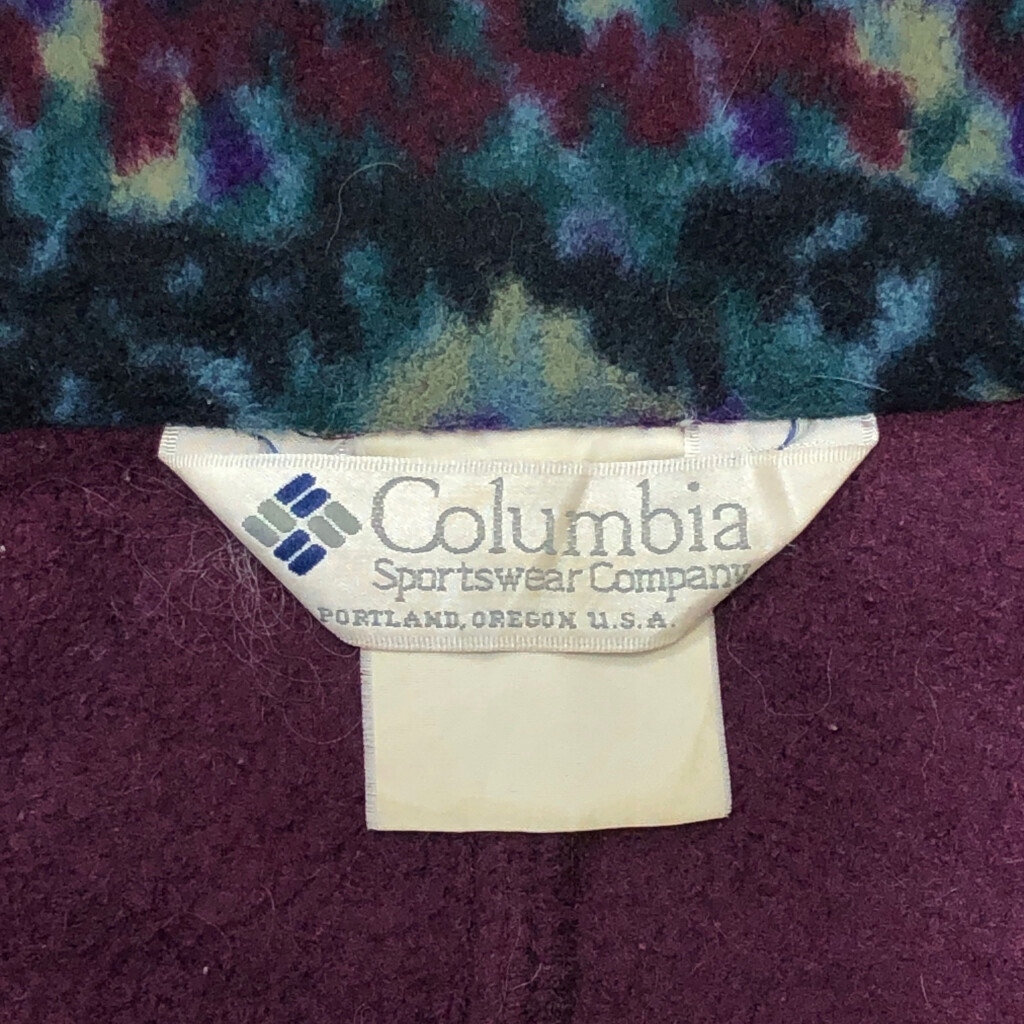 Columbia
Sportswear Company
PORTLAND, OREGON U.S.A.